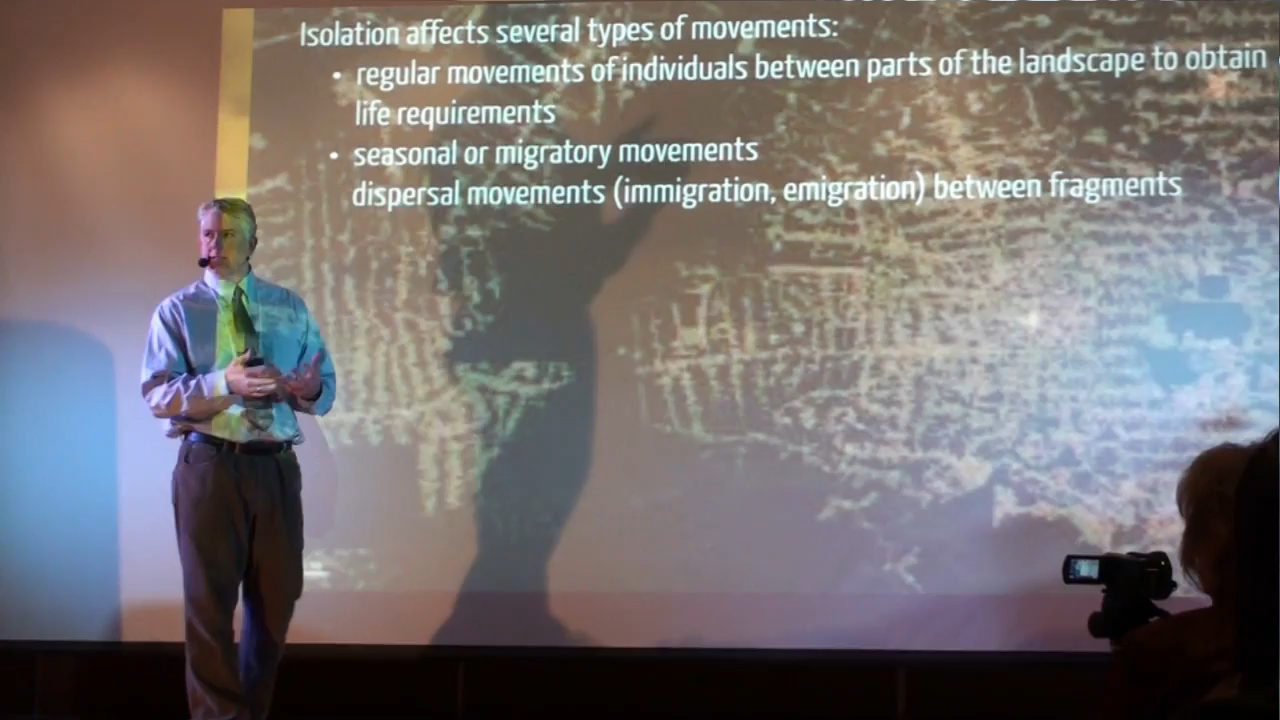 Isolation affects several types of movements:
• regular movements of individuals between parts of the landscape to obtain
life requirements
• seasonal or migratory movements
dispersal movements (immigration, emigration) between fragments